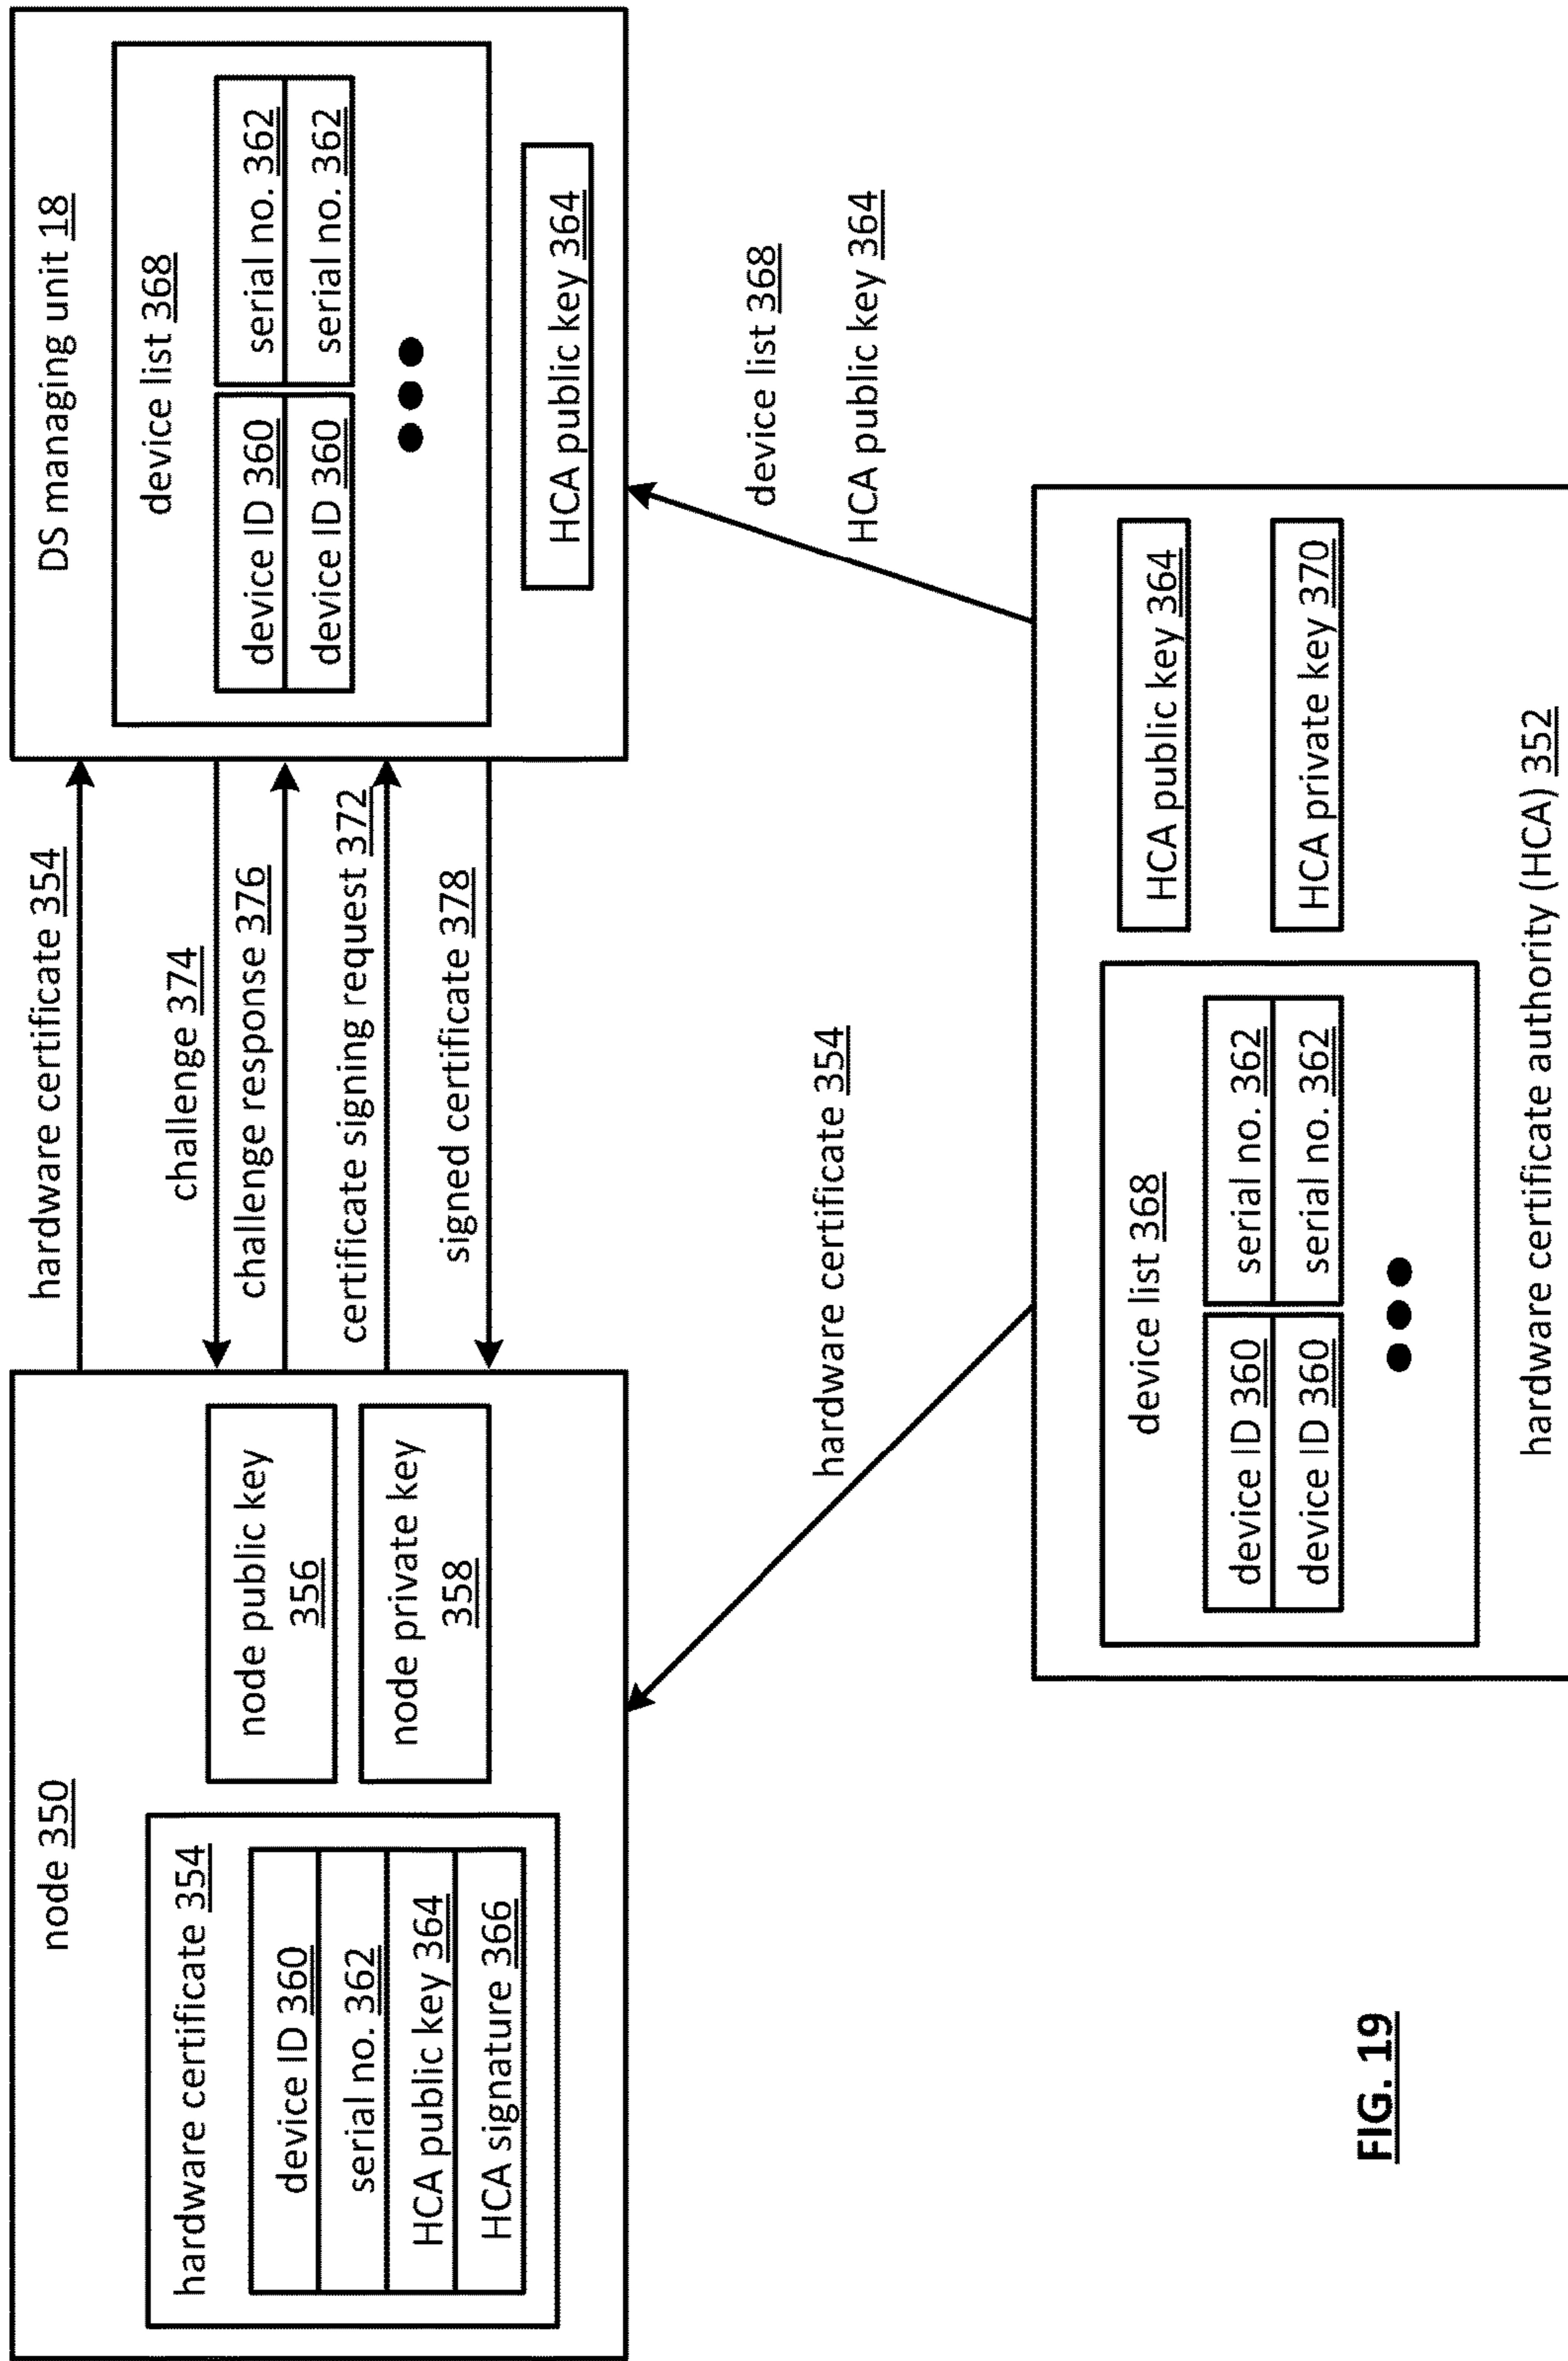 node 350
hardware certificate 354
device ID 360
serial no. 362
HCA public key 364
HCA signature 366
node public key
356
node private key
358
hardware certificate 354
challenge 374
challenge response 376
certificate signing request 372
signed certificate 378
DS managing unit 18
device list 368
device ID 360 serial no. 362
device ID 360 serial no. 362
HCA public key 364
hardware certificate 354
device list 368
HCA public key 364
device list 368
device ID 360 serial no. 362
device ID 360 serial no. 362
HCA public key 364
HCA private key 370
hardware certificate authority (HCA) 352
FIG. 19